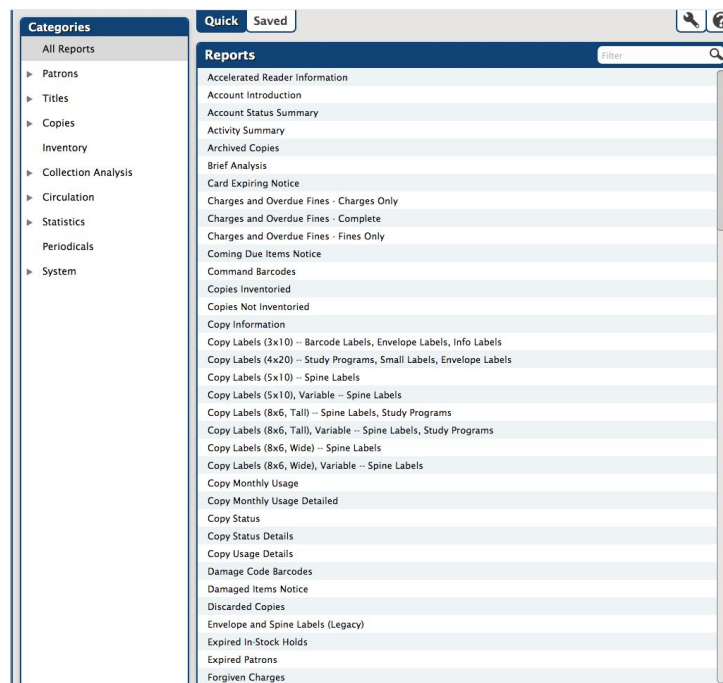 Categories
All Reports
Patrons
Titles
Copies
Inventory
Collection Analysis
Circulation
Statistics
Periodicals
System
Quick
Saved
Reports
Filter
Accelerated Reader Information
Account Introduction
Account Status Summary
Activity Summary
Archived Copies
Brief Analysis
Card Expiring Notice
Charges and Overdue Fines - Charges Only
Charges and Overdue Fines - Complete
Charges and Overdue Fines - Fines Only
Coming Due Items Notice
Command Barcodes
Copies Inventoried
Copies Not Inventoried
Copy Information
Copy Labels (3x10) -- Barcode Labels, Envelope Labels, Info Labels
Copy Labels (4x20) -- Study Programs, Small Labels, Envelope Labels
Copy Labels (5x10) -- Spine Labels
Copy Labels (5x10), Variable -- Spine Labels
Copy Labels (8x6, Tall) -- Spine Labels, Study Programs
Copy Labels (8x6, Tall), Variable -- Spine Labels, Study Programs
Copy Labels (8x6, Wide) -- Spine Labels
Copy Labels (8x6, Wide), Variable -- Spine Labels
Copy Monthly Usage
Copy Monthly Usage Detailed
Copy Status
Copy Status Details
Copy Usage Details
Damage Code Barcodes
Damaged Items Notice
Discarded Copies
Envelope and Spine Labels (Legacy)
Expired In-Stock Holds
Expired Patrons
Forgiven Charges